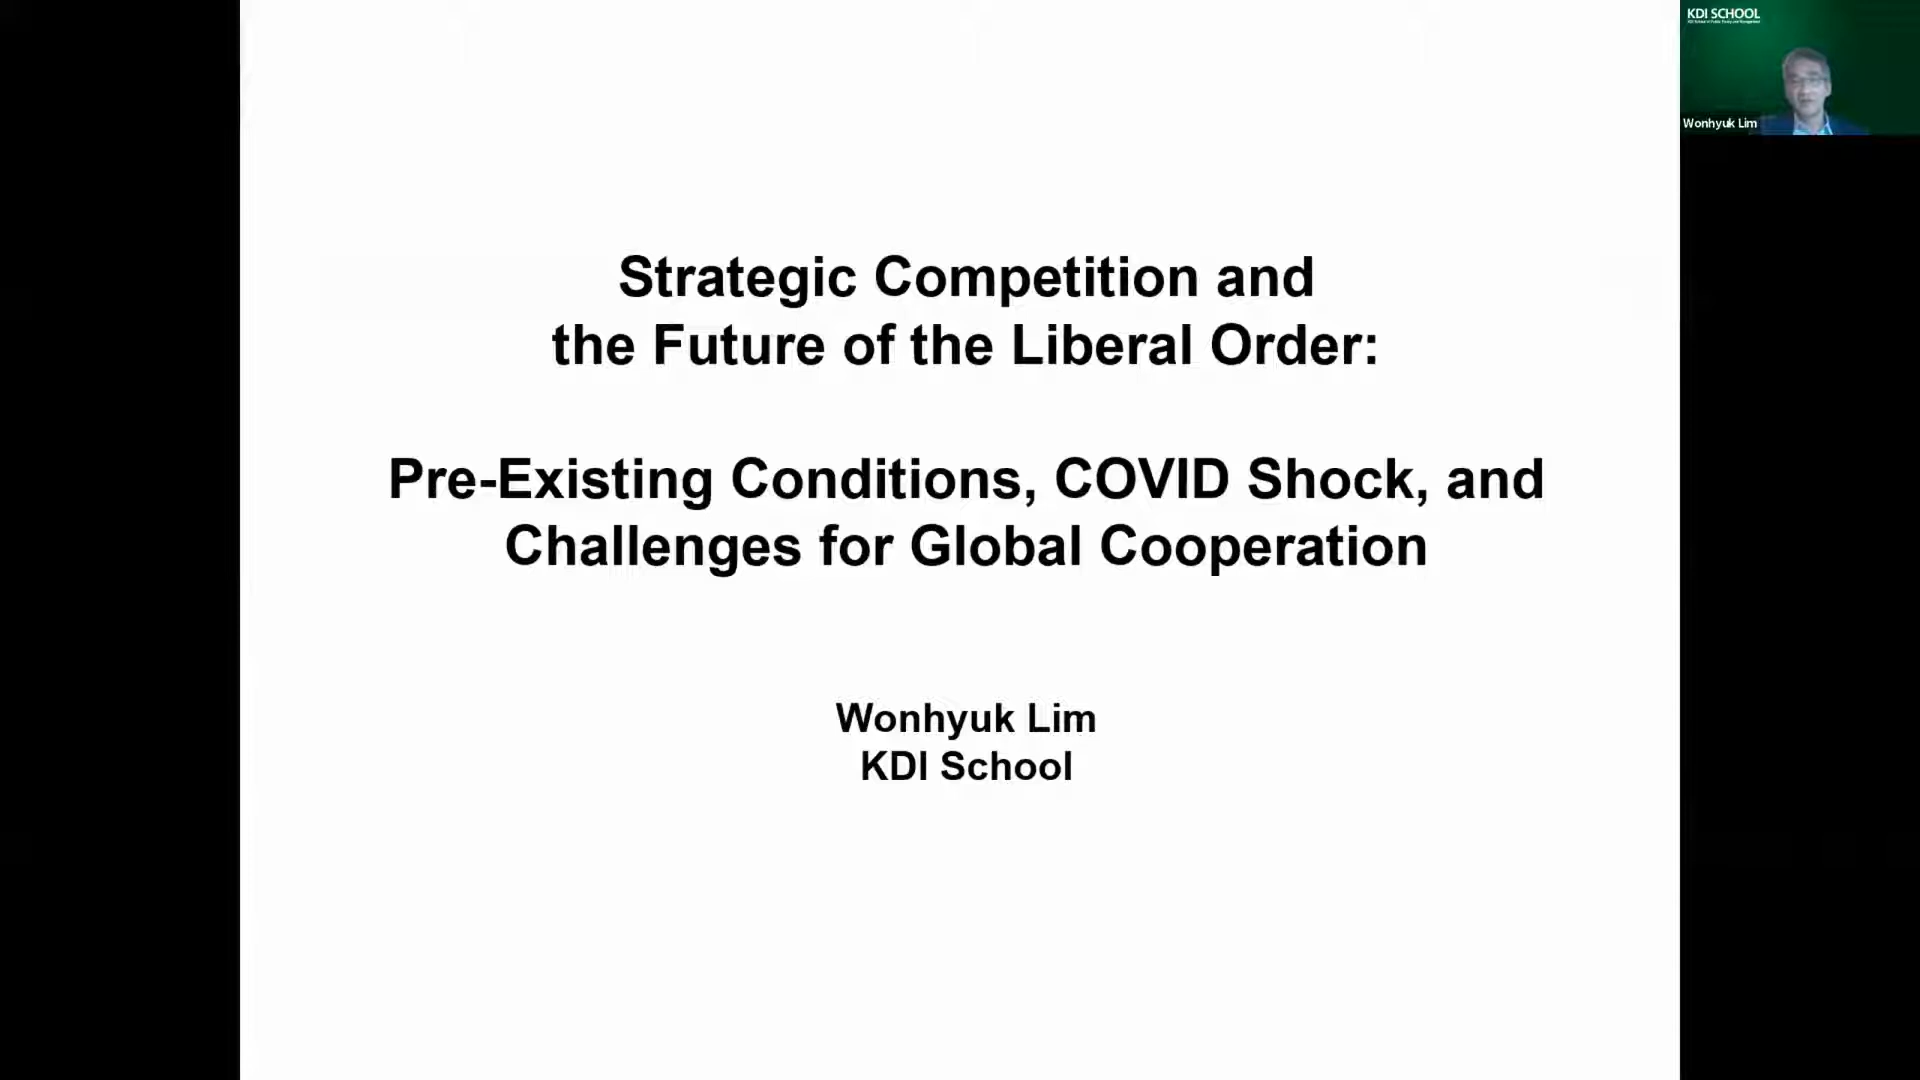 KDI SCHOOL
Wonhyuk Lim
Strategic Competition and
the Future of the Liberal Order:
Pre-Existing Conditions, COVID Shock, and
Challenges for Global Cooperation
Wonhyuk Lim
KDI School